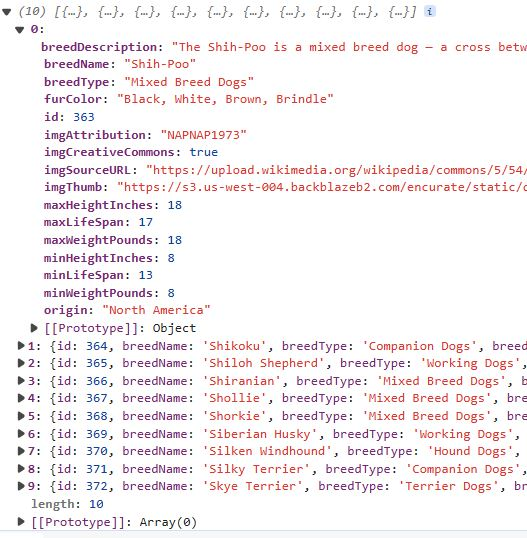 (10) [{…}, {…}, {…}, {…}, {…}, {…}, {…}, {…}, {…}, {…}] i
0:
breedDescription: "The Shih-Poo is a mixed breed dog — a cross betw
breedName: "Shih-Poo"
breedType: "Mixed Breed Dogs"
furColor: "Black, White, Brown, Brindle"
id: 363
imgAttribution: "NAPNAP1973"
imgCreativeCommons: true
imgSourceURL: "https://upload.wikimedia.org/wikipedia/commons/5/54/
imgThumb: "https://s3.us-west-004.backblazeb2.com/encurate/static/d
maxHeightInches: 18
maxLifeSpan: 17
maxWeightPounds: 18
minHeightInches: 8
minLifeSpan: 13
minWeightPounds: 8
origin: "North America"
[[Prototype]]: Object
1: {id: 364, breedName: 'Shikoku', breedType: 'Companion Dogs', breed
2: {id: 365, breedName: 'Shiloh Shepherd', breedType: 'Working Dogs',
3: {id: 366, breedName: 'Shiranian', breedType: 'Mixed Breed Dogs', b
4: {id: 367, breedName: 'Shollie', breedType: 'Mixed Breed Dogs', bre
5: {id: 368, breedName: 'Shorkie', breedType: 'Mixed Breed Dogs', bre
6: {id: 369, breedName: 'Siberian Husky', breedType: 'Working Dogs',
7: {id: 370, breedName: 'Silken Windhound', breedType: 'Hound Dogs',
8: {id: 371, breedName: 'Silky Terrier', breedType: 'Companion Dogs',
9: {id: 372, breedName: 'Skye Terrier', breedType: 'Terrier Dogs', br
length: 10
[[Prototype]]: Array(0)